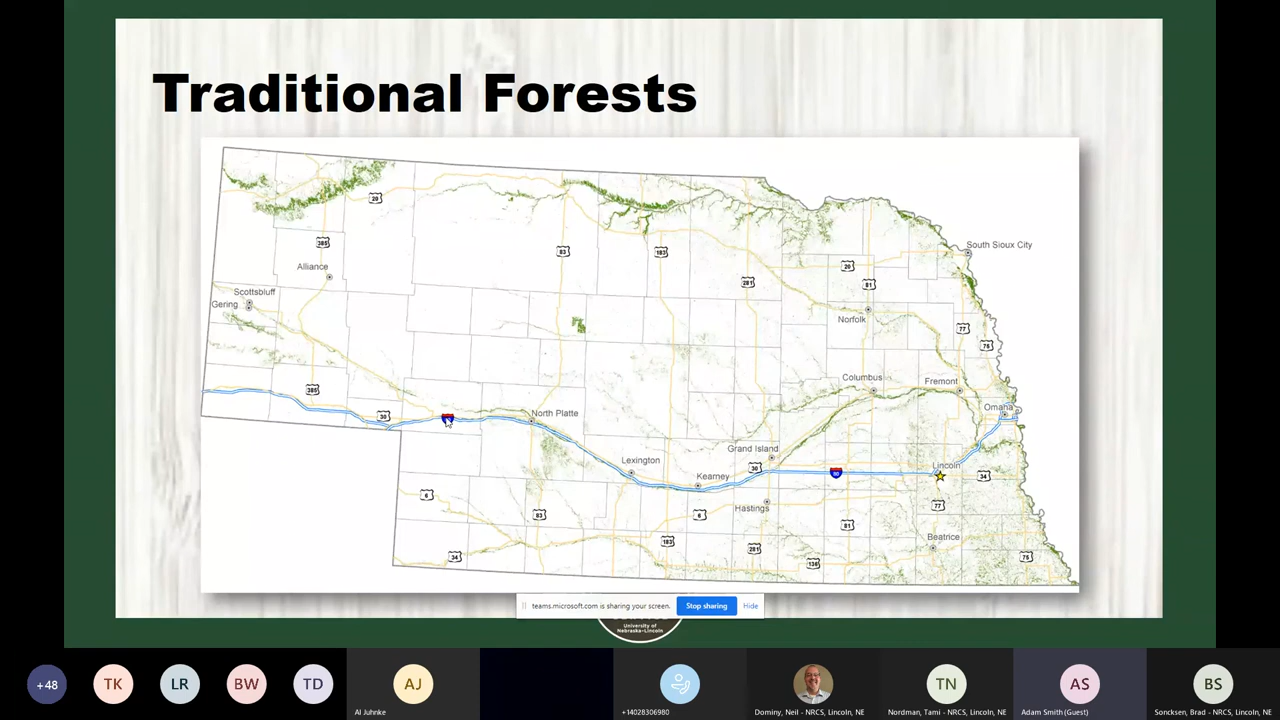 Traditional Forests
20
385
83
183
South Sioux City
Alliance
20
281
81
Scottsbluff
Gering
Norfolk
77
75
385
Columbus
Fremont
30
North Platte
Omaha
Grand Island
Lexington
30
Lincoln
80
34
Kearney
6
83
Hastings
6
77
81
183
281
Beatrice
34
136
75
teams.microsoft.com is sharing your screen.
Stop sharing
Hide
University of
Nebraska-Lincoln
+48
TK
LR
BW
TD
AJ
TN
AS
BS
Al Juhnke
+14028306980
Dominy, Neil - NRCS, Lincoln, NE
Nordman, Tami - NRCS, Lincoln, NE
Adam Smith (Guest)
Soncksen, Brad - NRCS, Lincoln, NE